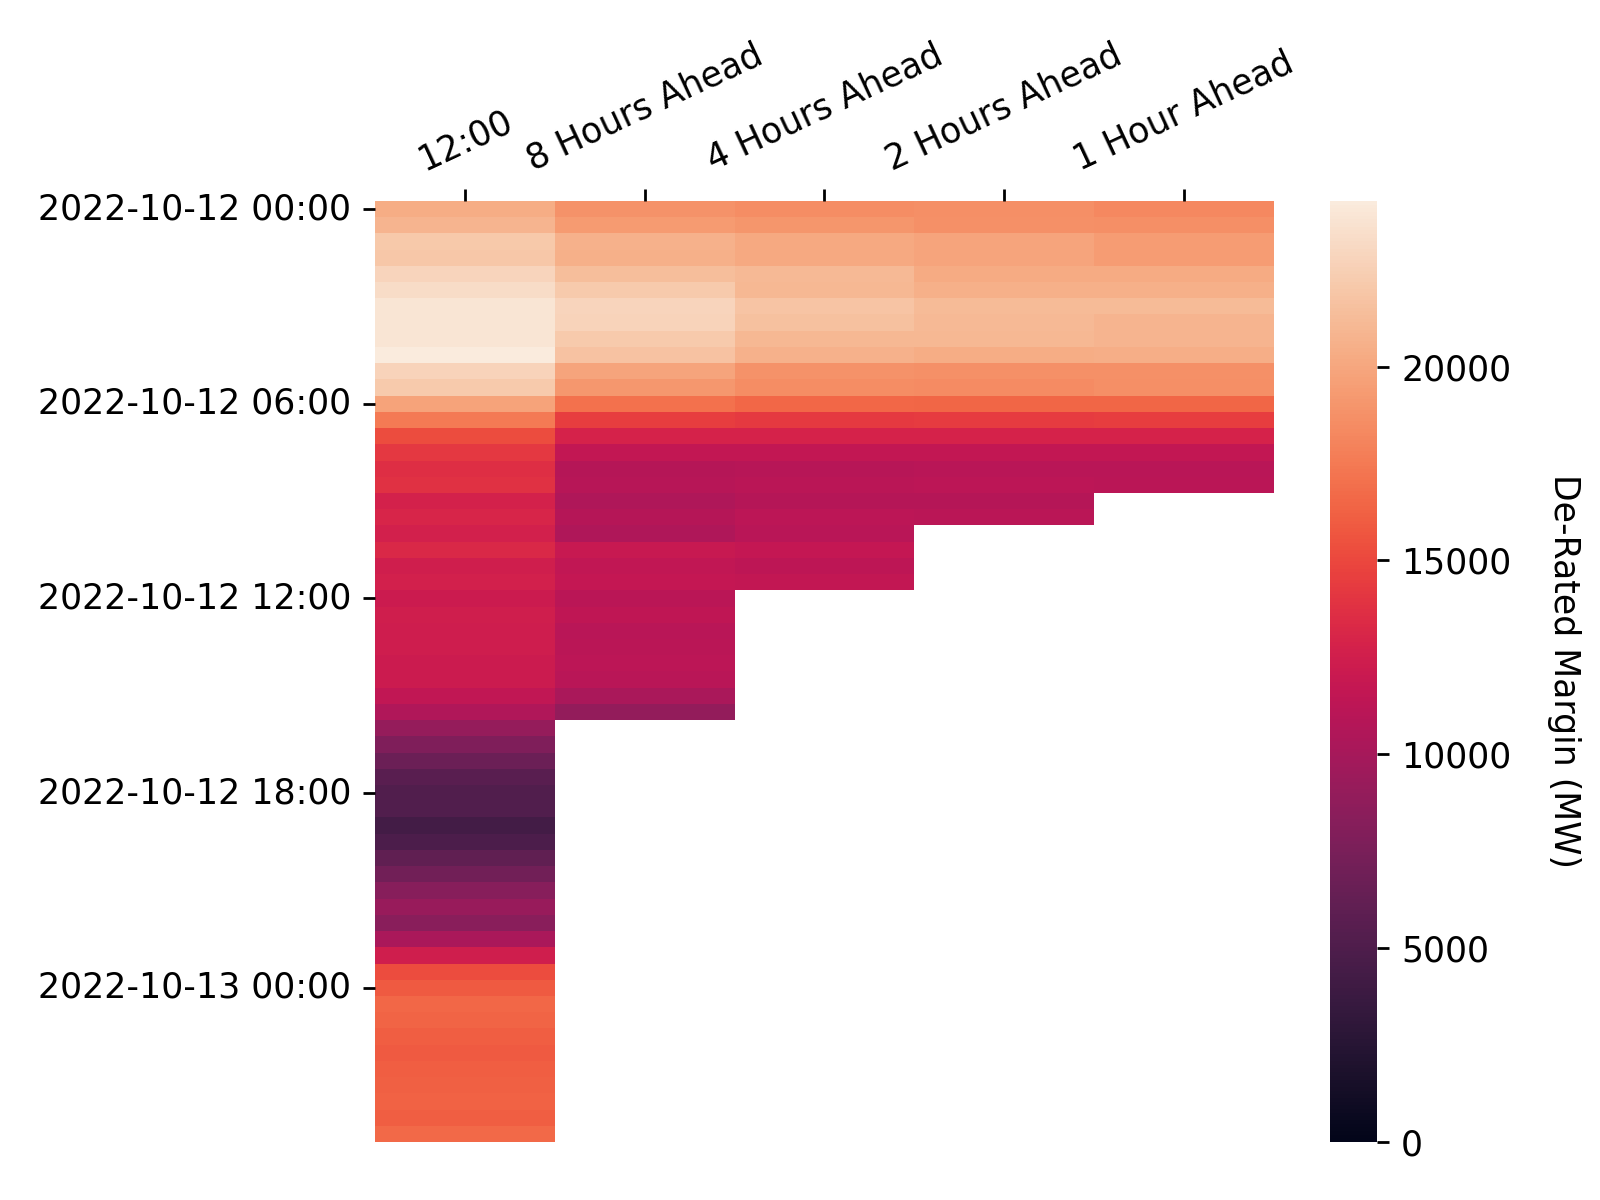 12:00
8 Hours Ahead
4 Hours Ahead
2 Hours Ahead
1 Hour Ahead
2022-10-12 00:00
2022-10-12 06:00
2022-10-12 12:00
2022-10-12 18:00
2022-10-13 00:00
20000
15000
10000
5000
0
De-Rated Margin (MW)